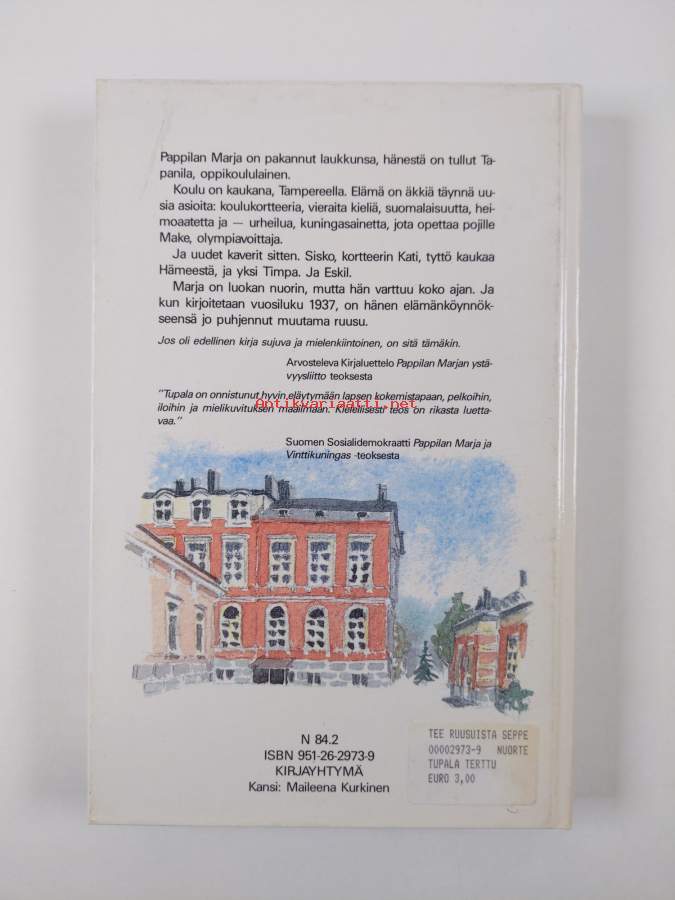 Pappilan Marja on pakannut laukkunsa, hänestä on tullut Ta-
panila, oppikoululainen.
Koulu on kaukana, Tampereella. Elämä on äkkiä täynnä uu-
sia asioita: koulukortteeria, vieraita kieliä, suomalaisuutta, hei-
moaatetta ja — urheilua, kuningasainetta, jota opettaa pojille
Make, olympiavoittaja.
Ja uudet kaverit sitten. Sisko, kortteerin Kati, tyttö kaukaa
Hämeestä, ja yksi Timpa. Ja Eskil.
Marja on luokan nuorin, mutta hän varttuu koko ajan. Ja
kun kirjoitetaan vuosiluku 1937, on hänen elämänköynnök-
seensä jo puhjennut muutama ruusu.
Jos oli edellinen kirja sujuva ja mielenkiintoinen, on sitä tämäkin.
Arvosteleva Kirjaluettelo Pappilan Marjan ystä-
vyysliitto teoksesta
"Tupala on onnistunut hyvin eläytymään lapsen kokemistapaan, pelkoihin,
Antikvariaatti.net
iloihin ja mielikuvituksen maailmaan. Kielellisesti teos on rikasta luetta-
vaa."
Suomen Sosialidemokraatti Pappilan Marja ja
Vinttikuningas -teoksesta
N 84.2
ISBN 951-26-2973-9
KIRJAYHTYMÄ
Kansi: Maileena Kurkinen
TEE RUUSUISTA SEPPE
00002973-9 NUORTE
TUPALA TERTTU
EURO 3,00